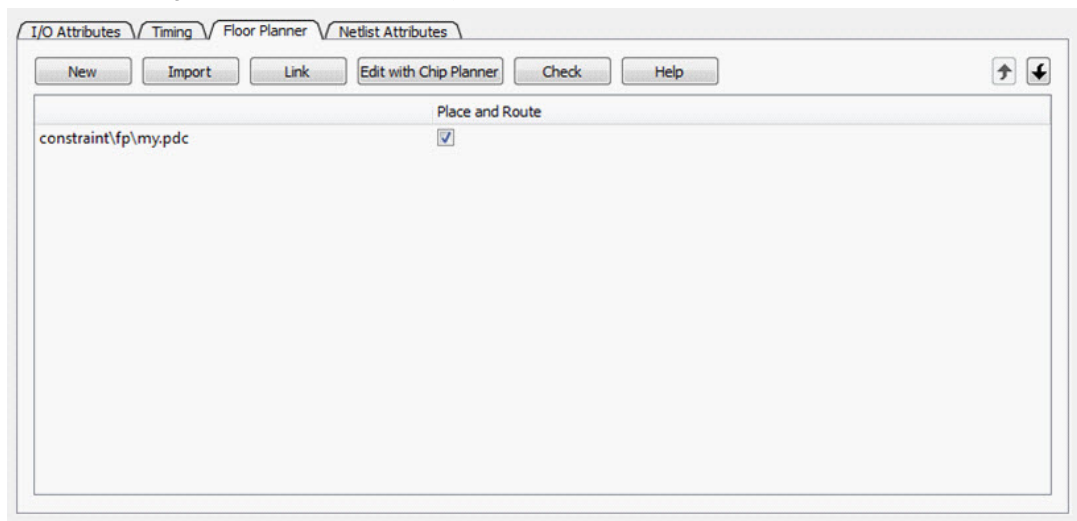 I/O Attributes Timing Floor Planner Netlist Attributes
New Import Link Edit with Chip Planner Check Help
Place and Route
constraint\fp\my.pdc